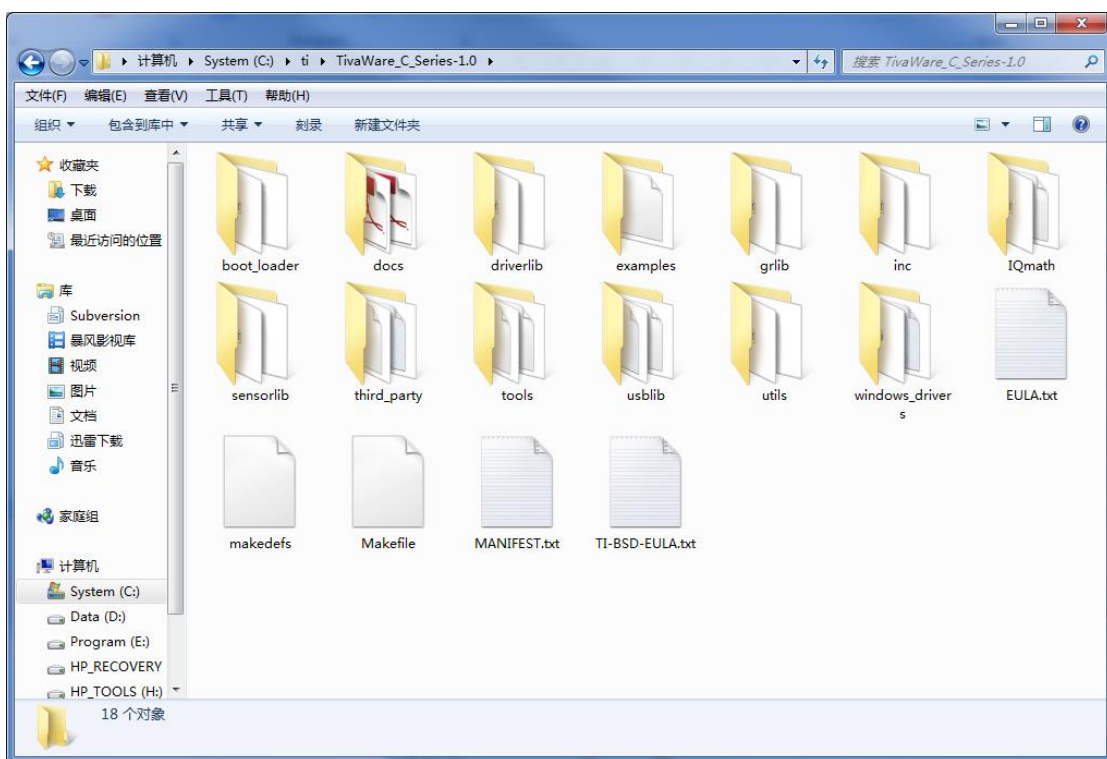 计算机 ▸ System (C:) ▸ ti ▸ TivaWare_C_Series-1.0 ▸
搜索 TivaWare_C_Series-1.0
文件(F) 编辑(E) 查看(V) 工具(T) 帮助(H)
组织 包含到库中 共享 刻录 新建文件夹
收藏夹
下载
桌面
最近访问的位置
库
Subversion
暴风影视库
视频
图片
文档
迅雷下载
音乐
家庭组
计算机
System (C:)
Data (D:)
Program (E:)
HP_RECOVERY
HP_TOOLS (H:)
boot_loader docs driverlib examples grlib inc IQmath
sensorlib third_party tools usblib utils windows_driver
s
EULA.txt
makedefs Makefile MANIFEST.txt TI-BSD-EULA.txt
18 个对象